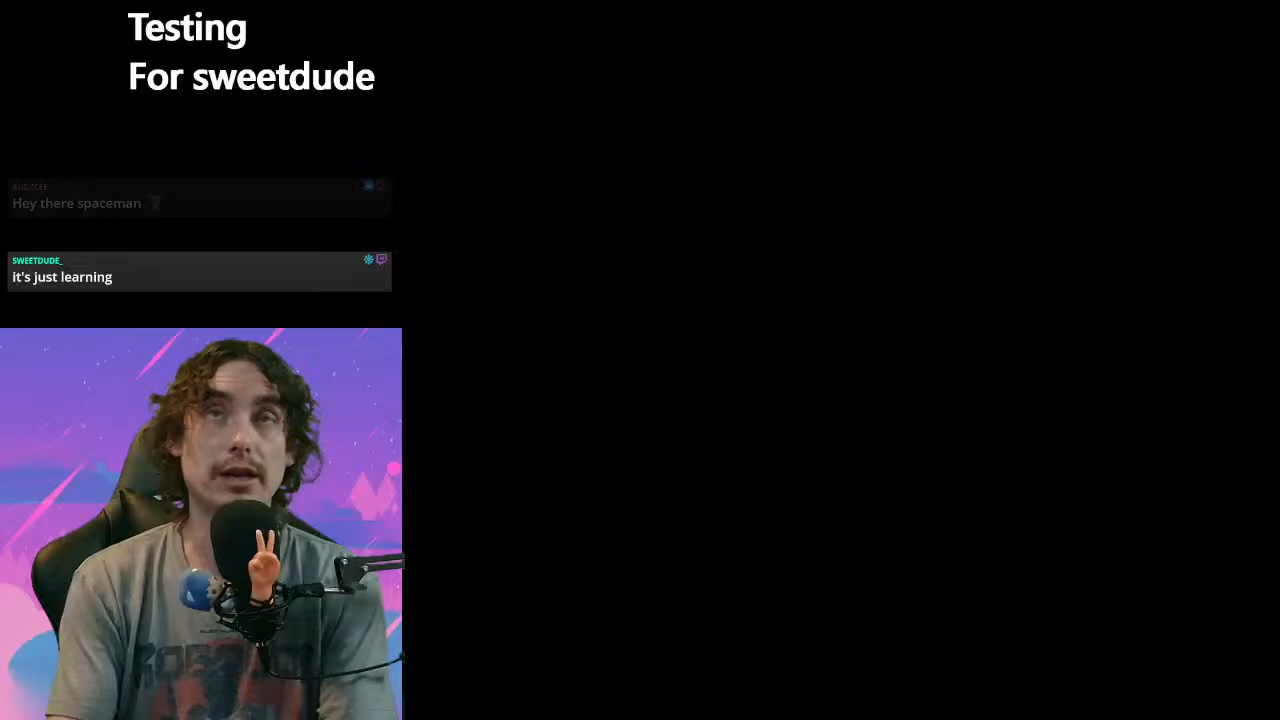 Testing
For sweetdude
Hey there spaceman
SWEETDUDE_
it's just learning